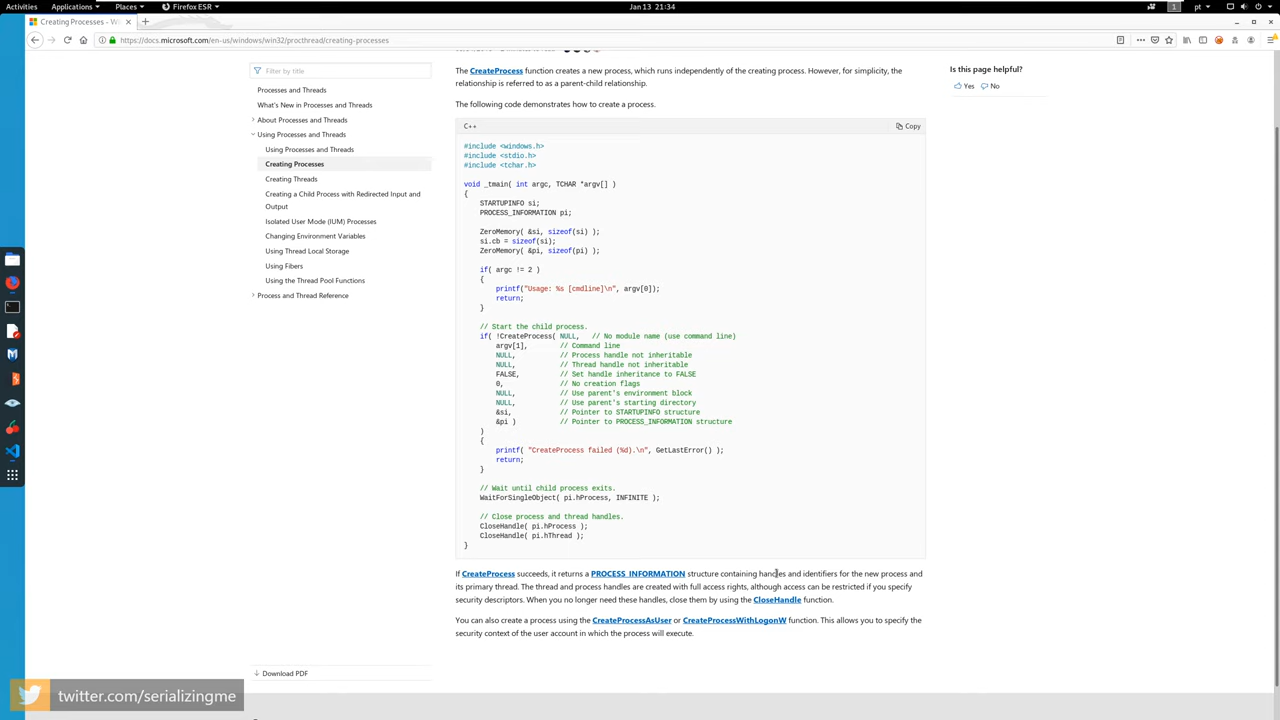 Activities Applications Places Firefox ESR Jan 13 21:34 1 pt
Creating Processes - W
https://docs.microsoft.com/en-us/windows/win32/procthread/creating-processes
Filter by title
Processes and Threads
What's New in Processes and Threads
About Processes and Threads
Using Processes and Threads
Using Processes and Threads
Creating Processes
Creating Threads
Creating a Child Process with Redirected Input and
Output
Isolated User Mode (IUM) Processes
Changing Environment Variables
Using Thread Local Storage
Using Fibers
Using the Thread Pool Functions
Process and Thread Reference
Download PDF
The CreateProcess function creates a new process, which runs independently of the creating process. However, for simplicity, the
relationship is referred to as a parent-child relationship.
The following code demonstrates how to create a process.
C++ Copy
#include <windows.h>
#include <stdio.h>
#include <tchar.h>
void _tmain( int argc, TCHAR *argv[] )
{
STARTUPINFO si;
PROCESS_INFORMATION pi;
ZeroMemory( &si, sizeof(si) );
si.cb = sizeof(si);
ZeroMemory( &pi, sizeof(pi) );
if( argc != 2 )
{
printf("Usage: %s [cmdline]\n", argv[0]);
return;
}
// Start the child process.
if( !CreateProcess( NULL, // No module name (use command line)
argv[1], // Command line
NULL, // Process handle not inheritable
NULL, // Thread handle not inheritable
FALSE, // Set handle inheritance to FALSE
0, // No creation flags
NULL, // Use parent's environment block
NULL, // Use parent's starting directory
&si, // Pointer to STARTUPINFO structure
&pi ) // Pointer to PROCESS_INFORMATION structure
)
{
printf( "CreateProcess failed (%d).\n", GetLastError() );
return;
}
// Wait until child process exits.
WaitForSingleObject( pi.hProcess, INFINITE );
// Close process and thread handles.
CloseHandle( pi.hProcess );
CloseHandle( pi.hThread );
}
If CreateProcess succeeds, it returns a PROCESS_INFORMATION structure containing handles and identifiers for the new process and
its primary thread. The thread and process handles are created with full access rights, although access can be restricted if you specify
security descriptors. When you no longer need these handles, close them by using the CloseHandle function.
You can also create a process using the CreateProcessAsUser or CreateProcessWithLogonW function. This allows you to specify the
security context of the user account in which the process will execute.
Is this page helpful?
Yes No
twitter.com/serializingme